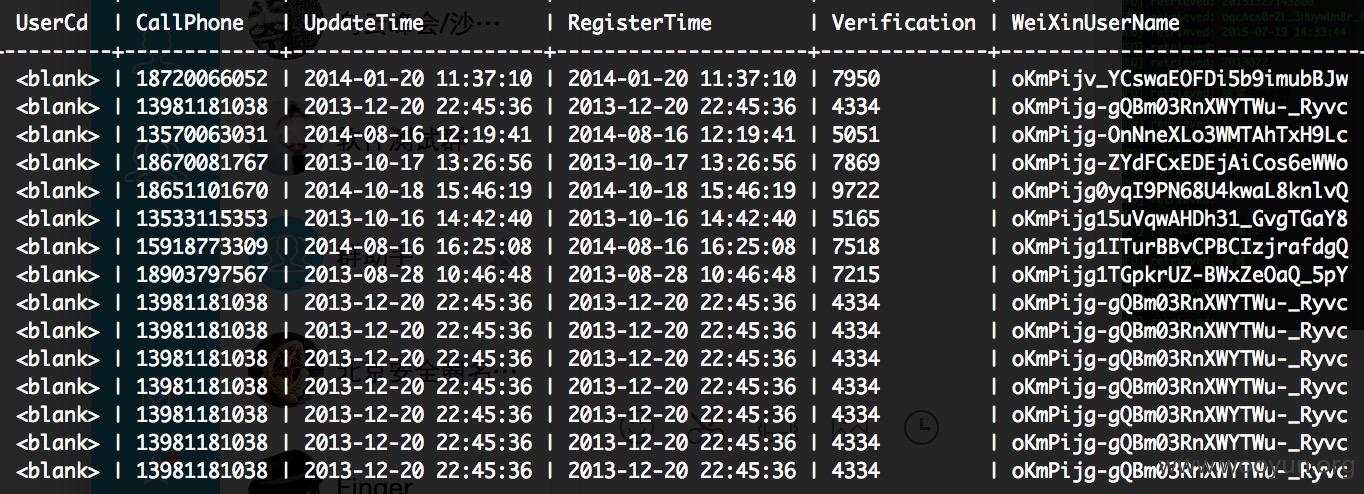 UserCd | CallPhone | UpdateTime | RegisterTime | Verification | WeiXinUserName
<blank> | 18720066052 | 2014-01-20 11:37:10 | 2014-01-20 11:37:10 | 7950 | oKmPijv_YCswaEOFDi5b9imubBJw
<blank> | 13981181038 | 2013-12-20 22:45:36 | 2013-12-20 22:45:36 | 4334 | oKmPijg-gQBm03RnXWYTWu-_Ryvc
<blank> | 13570063031 | 2014-08-16 12:19:41 | 2014-08-16 12:19:41 | 5051 | oKmPijg-OnNneXLo3WMTAhTxH9Lc
<blank> | 18670081767 | 2013-10-17 13:26:56 | 2013-10-17 13:26:56 | 7869 | oKmPijg-ZYdFCxEDEjAiCos6eWWo
<blank> | 18651101670 | 2014-10-18 15:46:19 | 2014-10-18 15:46:19 | 9722 | oKmPijg0yqI9PN68U4kwaL8knlvQ
<blank> | 13533115353 | 2013-10-16 14:42:40 | 2013-10-16 14:42:40 | 5165 | oKmPijg15uVqwAHDh31_GvgTGaY8
<blank> | 15918773309 | 2014-08-16 16:25:08 | 2014-08-16 16:25:08 | 7518 | oKmPijg1ITurBBvCPBCIzjrafdgQ
<blank> | 18903797567 | 2013-08-28 10:46:48 | 2013-08-28 10:46:48 | 7215 | oKmPijg1TGpkrUZ-BWxZeOaQ_5pY
<blank> | 13981181038 | 2013-12-20 22:45:36 | 2013-12-20 22:45:36 | 4334 | oKmPijg-gQBm03RnXWYTWu-_Ryvc
<blank> | 13981181038 | 2013-12-20 22:45:36 | 2013-12-20 22:45:36 | 4334 | oKmPijg-gQBm03RnXWYTWu-_Ryvc
<blank> | 13981181038 | 2013-12-20 22:45:36 | 2013-12-20 22:45:36 | 4334 | oKmPijg-gQBm03RnXWYTWu-_Ryvc
<blank> | 13981181038 | 2013-12-20 22:45:36 | 2013-12-20 22:45:36 | 4334 | oKmPijg-gQBm03RnXWYTWu-_Ryvc
<blank> | 13981181038 | 2013-12-20 22:45:36 | 2013-12-20 22:45:36 | 4334 | oKmPijg-gQBm03RnXWYTWu-_Ryvc
<blank> | 13981181038 | 2013-12-20 22:45:36 | 2013-12-20 22:45:36 | 4334 | oKmPijg-gQBm03RnXWYTWu-_Ryvc
<blank> | 13981181038 | 2013-12-20 22:45:36 | 2013-12-20 22:45:36 | 4334 | oKmPijg-gQBm03RnXWYTWu-_Ryvc
软件测试群
群助手
Finger